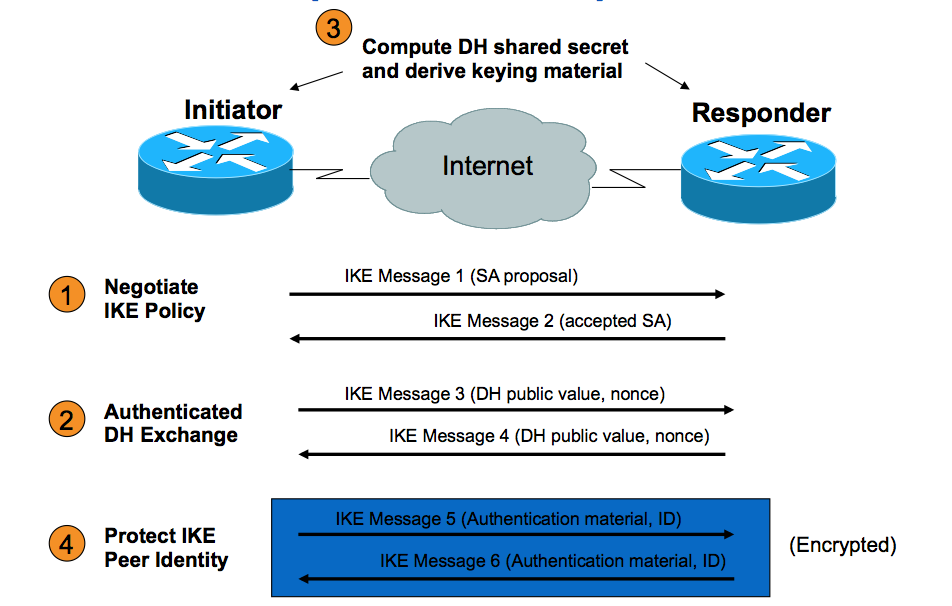 3
Compute DH shared secret
and derive keying material
Initiator
Responder
Internet
1
Negotiate
IKE Policy
IKE Message 1 (SA proposal)
IKE Message 2 (accepted SA)
2
Authenticated
DH Exchange
IKE Message 3 (DH public value, nonce)
IKE Message 4 (DH public value, nonce)
4
Protect IKE
Peer Identity
IKE Message 5 (Authentication material, ID)
IKE Message 6 (Authentication material, ID)
(Encrypted)